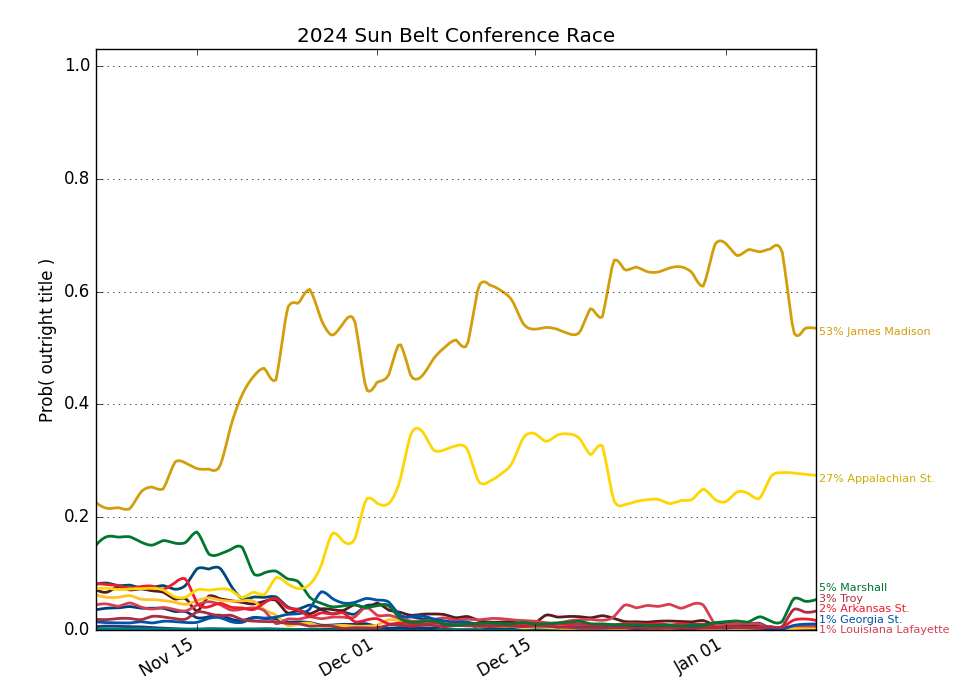 2024 Sun Belt Conference Race
Prob( outright title )
1.0
0.8
0.6
0.4
0.2
0.0
Nov 15
Dec 01
Dec 15
Jan 01
53% James Madison
27% Appalachian St.
5% Marshall
3% Troy
2% Arkansas St.
1% Georgia St.
1% Louisiana Lafayette